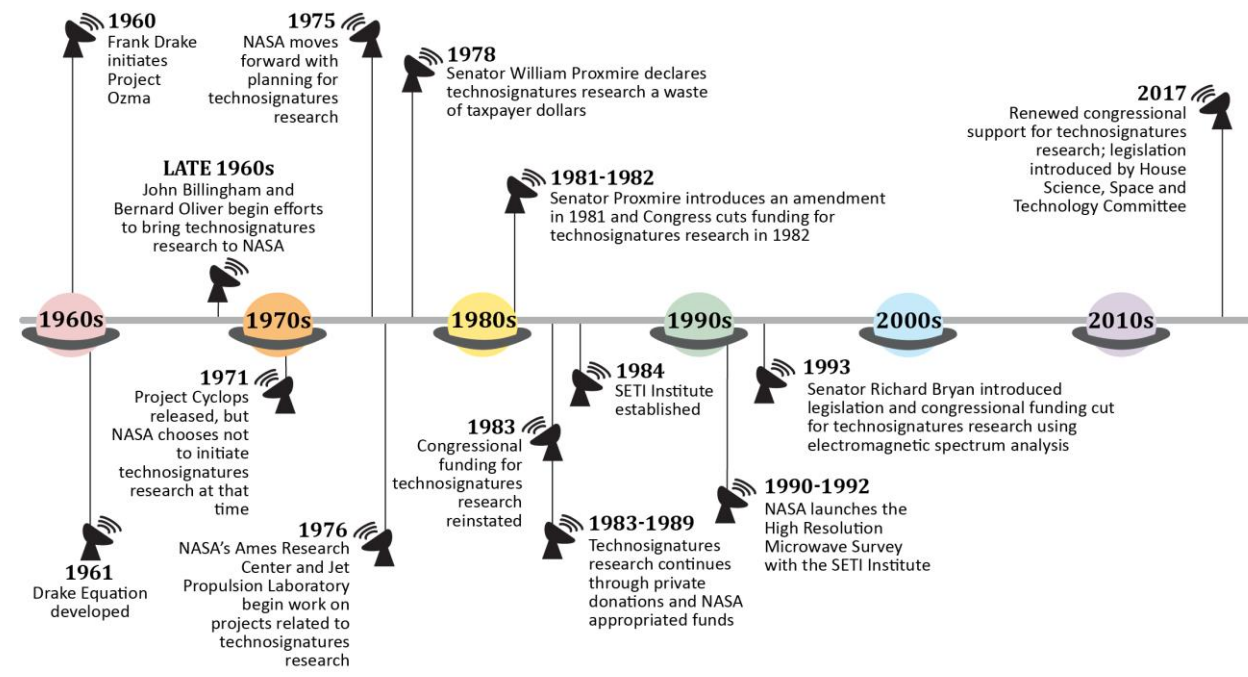 1960
Frank Drake
initiates
Project
Ozma
1975
NASA moves
forward with
planning for
technosignatures
research
1978
Senator William Proxmire declares
technosignatures research a waste
of taxpayer dollars
2017
Renewed congressional
support for technosignatures
research; legislation
introduced by House
Science, Space and
Technology Committee
LATE 1960s
John Billingham and
Bernard Oliver begin efforts
to bring technosignatures
research to NASA
1981-1982
Senator Proxmire introduces an amendment
in 1981 and Congress cuts funding for
technosignatures research in 1982
1960s
1970s
1980s
1990s
2000s
2010s
1971
Project Cyclops
released, but
NASA chooses not
to initiate
technosignatures
research at that
time
1984
SETI Institute
established
1993
Senator Richard Bryan introduced
legislation and congressional funding cut
for technosignatures research using
electromagnetic spectrum analysis
1983
Congressional
funding for
technosignatures
research
reinstated
1990-1992
NASA launches the
High Resolution
Microwave Survey
with the SETI Institute
1961
Drake Equation
developed
1976
NASA’s Ames Research
Center and Jet
Propulsion Laboratory
begin work on
projects related to
technosignatures
research
1983-1989
Technosignatures
research continues
through private
donations and NASA
appropriated funds